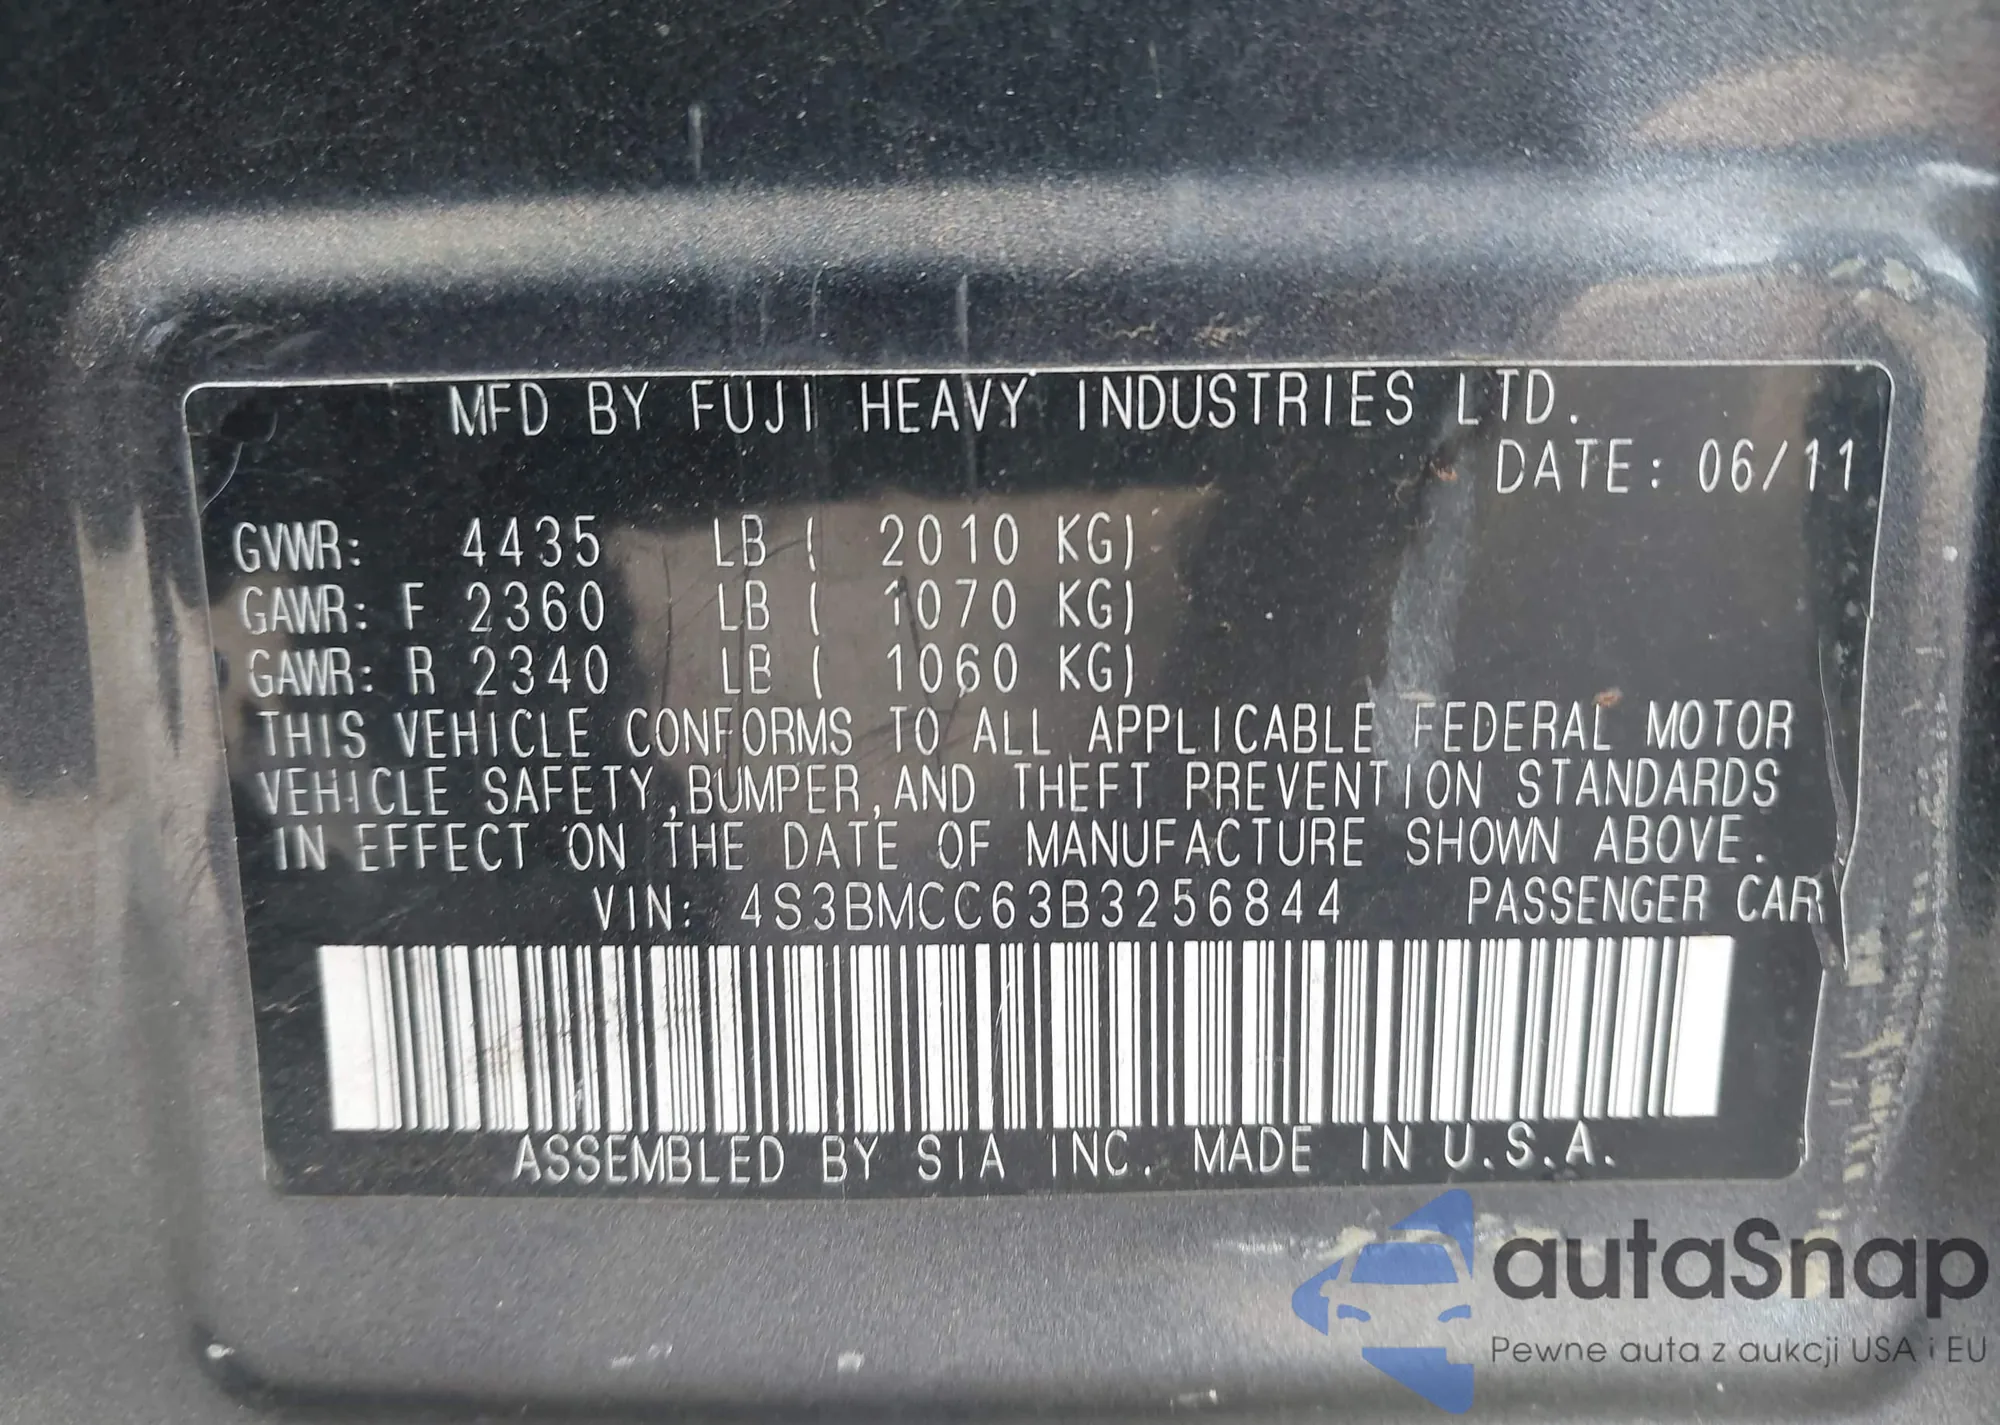 MFD BY FUJI HEAVY INDUSTRIES LTD.
DATE: 06/11
GVWR: 4435 LB ( 2010 KG)
GAWR: F 2360 LB ( 1070 KG)
GAWR: R 2340 LB ( 1060 KG)
THIS VEHICLE CONFORMS TO ALL APPLICABLE FEDERAL MOTOR
VEHICLE SAFETY,BUMPER,AND THEFT PREVENTION STANDARDS
IN EFFECT ON THE DATE OF MANUFACTURE SHOWN ABOVE.
VIN: 4S3BMCC63B3256844 PASSENGER CAR
ASSEMBLED BY SIA INC. MADE IN U.S.A.
autaSnap
Pewne auta z aukcji USA i EU